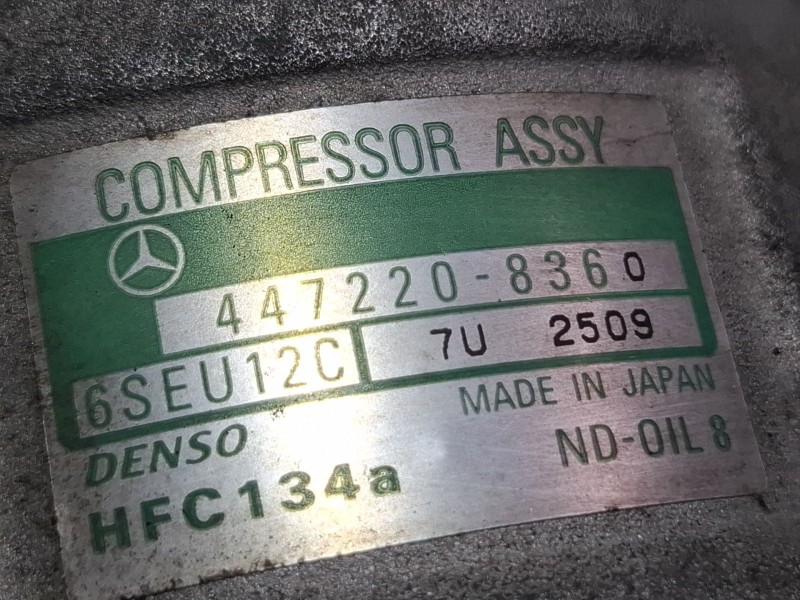 COMPRESSOR ASSY
447220-8360
6SEU12C 7U 2509
DENSO MADE IN JAPAN
HFC134a ND-OIL 8